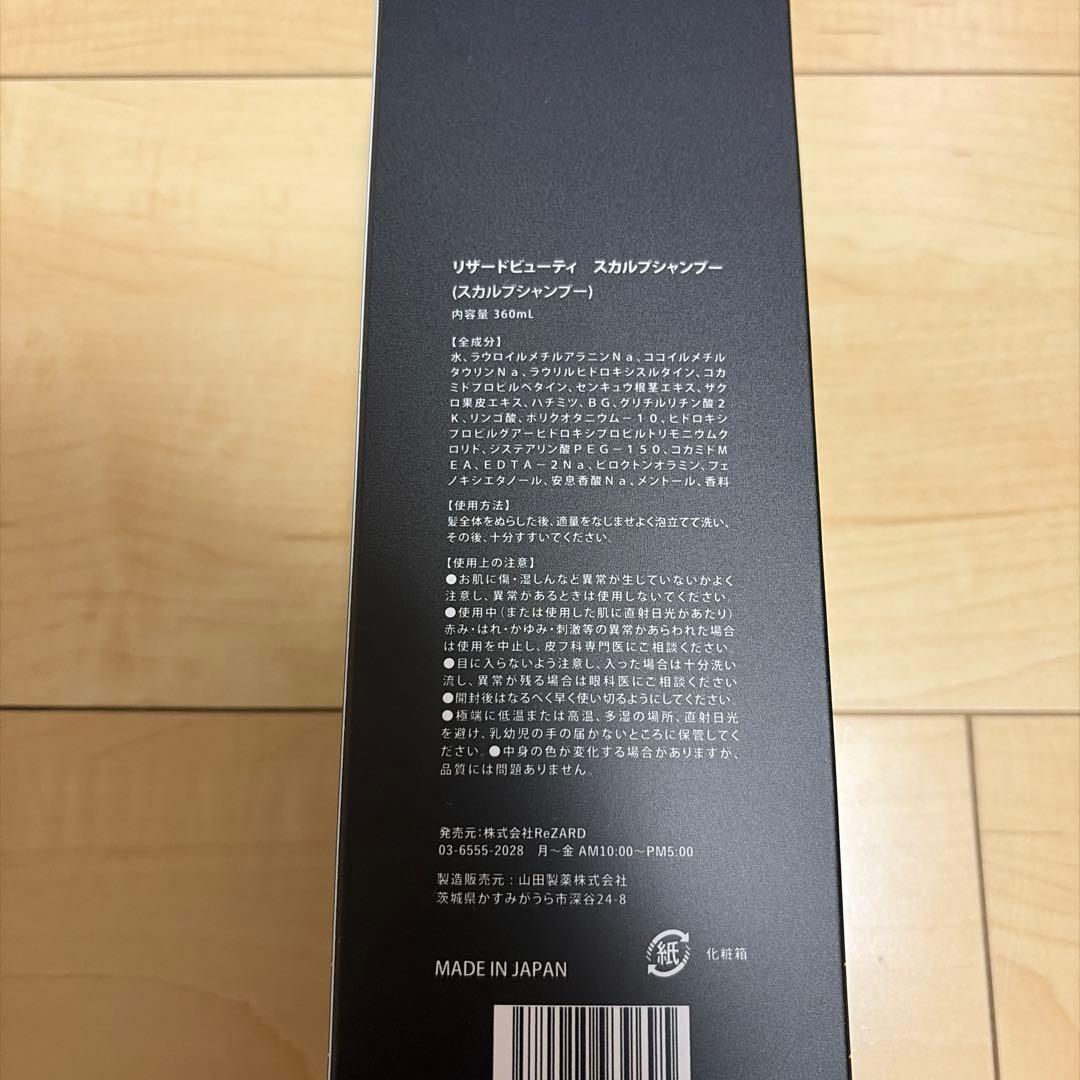 リザードビューティ　スカルプシャンプー
(スカルプシャンプー)
内容量 360mL
【全成分】
水、ラウロイルメチルアラニンＮａ、ココイルメチル
タウリンＮａ、ラウリルヒドロキシスルタイン、コカ
ミドプロピルベタイン、センキュウ根茎エキス、ザク
ロ果皮エキス、ハチミツ、ＢＧ、グリチルリチン酸２
Ｋ、リンゴ酸、ポリクオタニウム－１０、ヒドロキシ
プロピルグアーヒドロキシプロピルトリモニウムク
ロリド、ジステアリン酸ＰＥＧ－１５０、コカミドＭ
ＥＡ、ＥＤＴＡ－２Ｎａ、ピロクトンオラミン、フェ
ノキシエタノール、安息香酸Ｎａ、メントール、香料
【使用方法】
髪全体をぬらした後、適量をなじませよく泡立てて洗い、
その後、十分すすいでください。
【使用上の注意】
●お肌に傷・湿しんなど異常が生じていないかよく
注意し、異常があるときは使用しないでください。
●使用中（または使用した肌に直射日光があたり）
赤み・はれ・かゆみ・刺激等の異常があらわれた場合
は使用を中止し、皮フ科専門医にご相談ください。
●目に入らないよう注意し、入った場合は十分洗い
流し、異常が残る場合は眼科医にご相談ください
●開封後はなるべく早く使い切るようにしてください。
●極端に低温または高温、多湿の場所、直射日光
を避け、乳幼児の手の届かないところに保管してく
ださい。●中身の色が変化する場合がありますが、
品質には問題ありません。
発売元：株式会社ReZARD
03-6555-2028　月～金 AM10:00～PM5:00
製造販売元：山田製薬株式会社
茨城県かすみがうら市深谷24-8
紙 化粧箱
MADE IN JAPAN